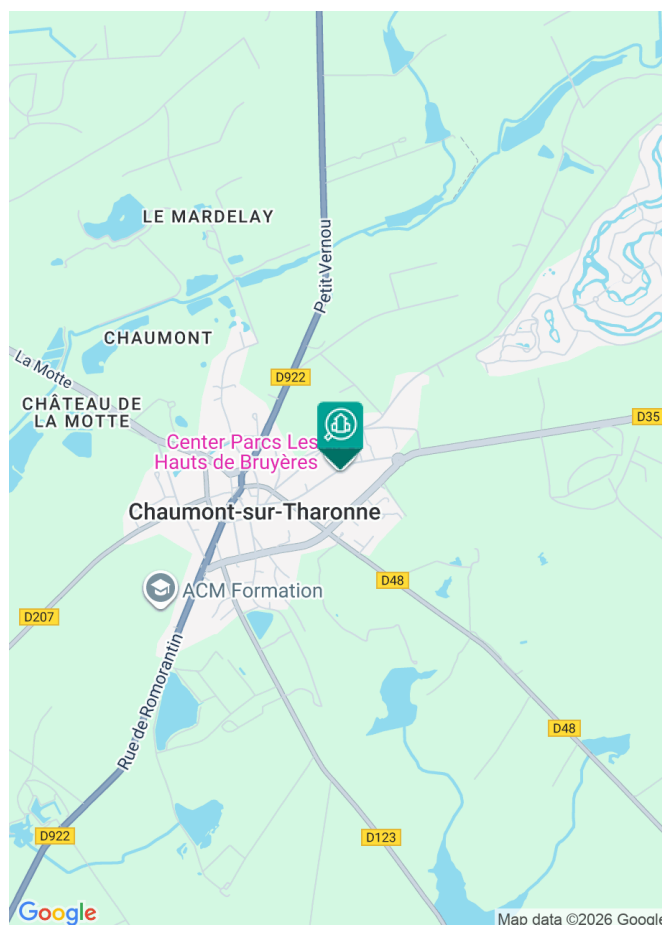 LE MARDELAY
Petit Vernou
CHAUMONT
La Motte
D922
CHÂTEAU DE
LA MOTTE
D35
Center Parcs Les
Hauts de Bruyères
Chaumont-sur-Tharonne
D48
ACM Formation
D207
Rue de Romorantin
D48
D922
D123
Google
Map data ©2026 Google